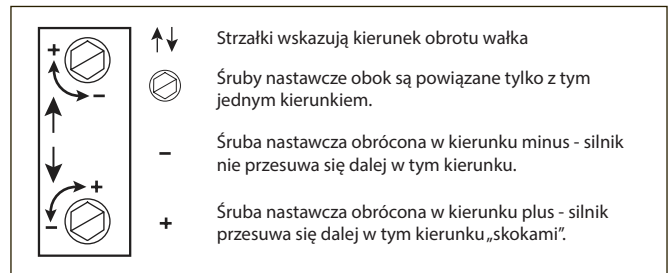 +
−
+
−
Strzałki wskazują kierunek obrotu wałka
Śruby nastawcze obok są powiązane tylko z tym
jednym kierunkiem.
− Śruba nastawcza obrócona w kierunku minus - silnik
nie przesuwa się dalej w tym kierunku.
+ Śruba nastawcza obrócona w kierunku plus - silnik
przesuwa się dalej w tym kierunku „skokami”.